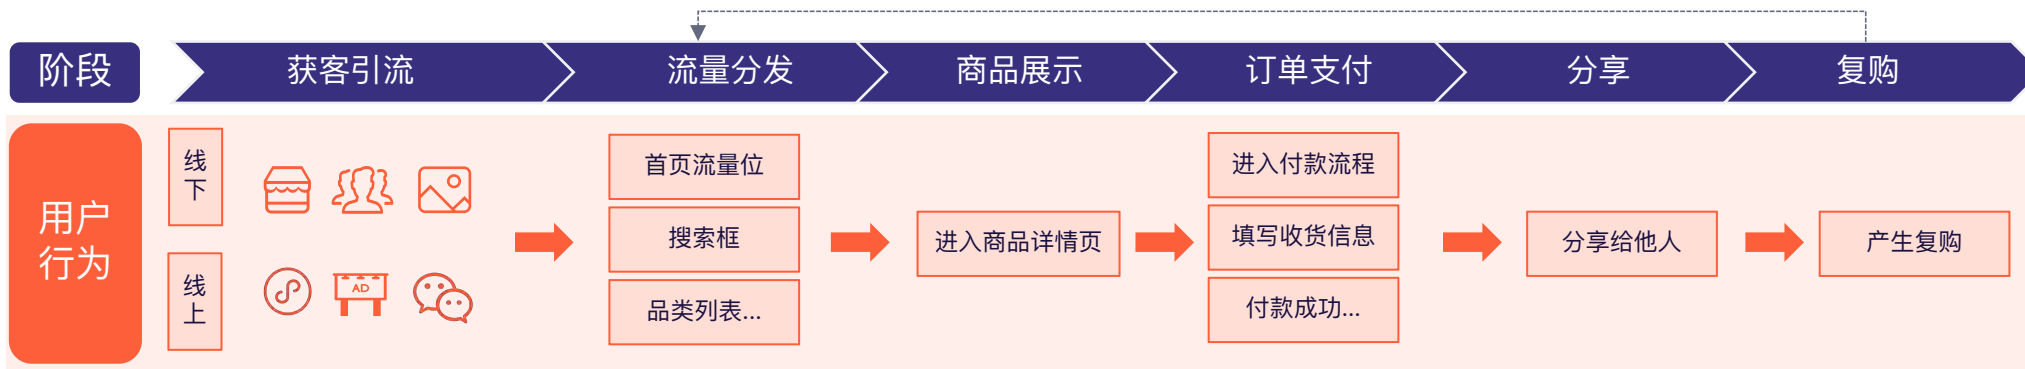 阶段
获客引流
流量分发
商品展示
订单支付
分享
复购
用户
行为
线
下
线
上
AD
首页流量位
搜索框
品类列表...
进入商品详情页
进入付款流程
填写收货信息
付款成功...
分享给他人
产生复购